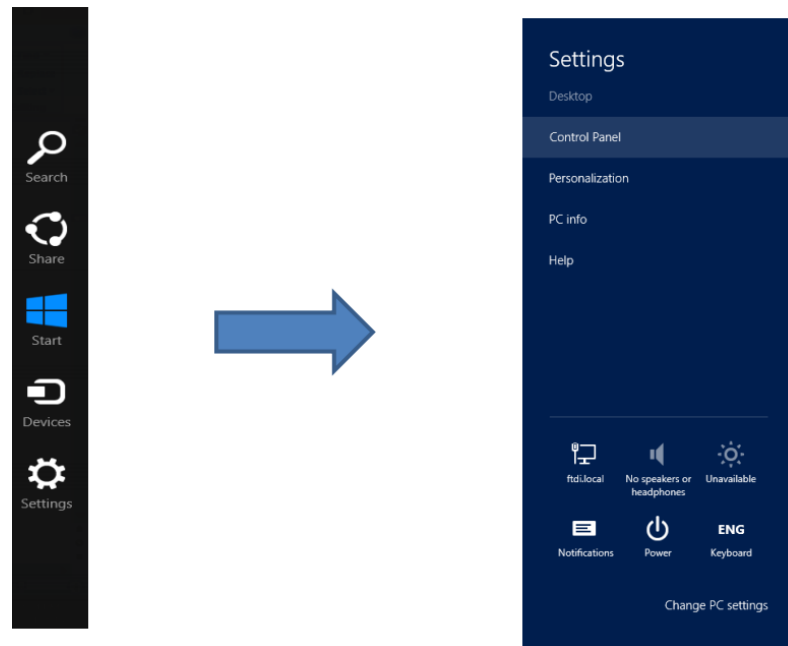 Search
Share
Start
Devices
Settings
Settings
Desktop
Control Panel
Personalization
PC info
Help
ftdi.local
No speakers or
headphones
Unavailable
Notifications
Power
ENG
Keyboard
Change PC settings